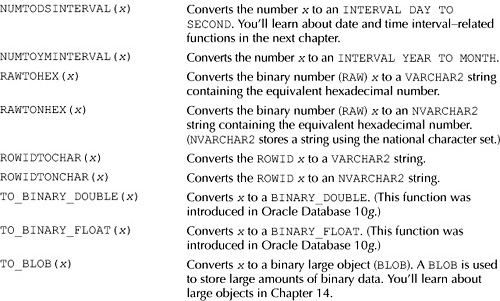 NUMTODSINTERVAL(x) Converts the number x to an INTERVAL DAY TO
SECOND. You'll learn about date and time interval–related
functions in the next chapter.
NUMTOYMINTERVAL(x) Converts the number x to an INTERVAL YEAR TO MONTH.
RAWTOHEX(x) Converts the binary number (RAW) x to a VARCHAR2 string
containing the equivalent hexadecimal number.
RAWTONHEX(x) Converts the binary number (RAW) x to an NVARCHAR2
string containing the equivalent hexadecimal number.
(NVARCHAR2 stores a string using the national character set.)
ROWIDTOCHAR(x) Converts the ROWID x to a VARCHAR2 string.
ROWIDTONCHAR(x) Converts the ROWID x to an NVARCHAR2 string.
TO_BINARY_DOUBLE(x) Converts x to a BINARY_DOUBLE. (This function was
introduced in Oracle Database 10g.)
TO_BINARY_FLOAT(x) Converts x to a BINARY_FLOAT. (This function was
introduced in Oracle Database 10g.)
TO_BLOB(x) Converts x to a binary large object (BLOB). A BLOB is used
to store large amounts of binary data. You'll learn about
large objects in Chapter 14.